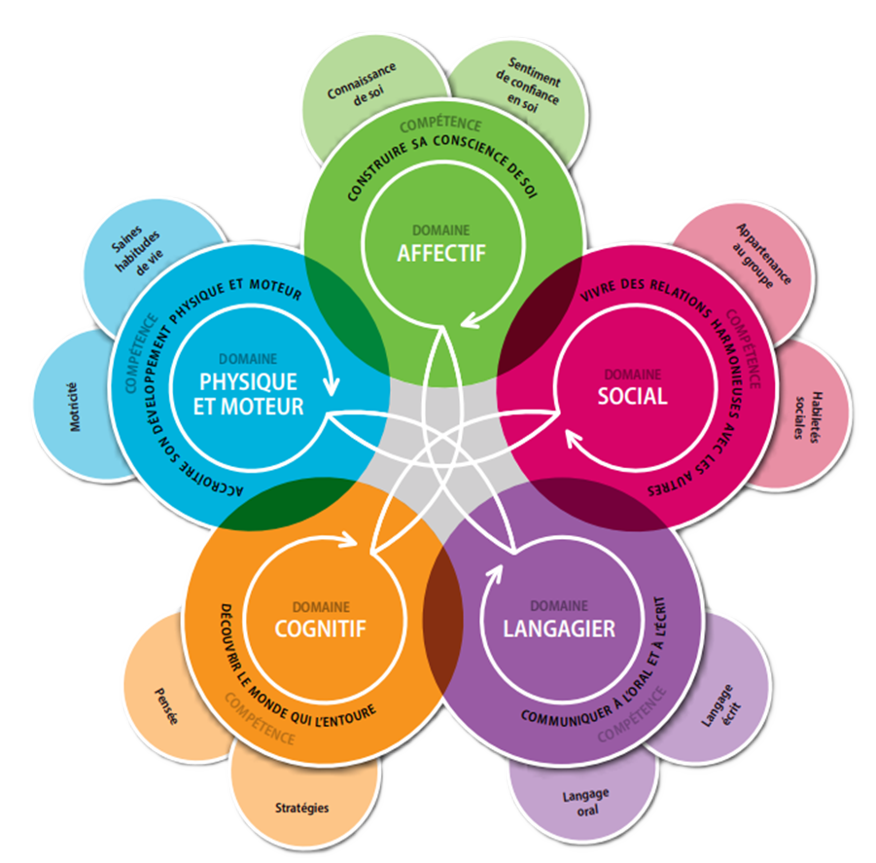 Connaissance
de soi
Sentiment
de confiance
en soi
COMPÉTENCE
CONSTRUIRE SA CONSCIENCE DE SOI
DOMAINE
AFFECTIF
Appartenance
au groupe
Habiletés
sociales
COMPÉTENCE
VIVRE DES RELATIONS HARMONIEUSES AVEC LES AUTRES
DOMAINE
SOCIAL
Saines
habitudes
de vie
Motricité
COMPÉTENCE
ACCROÎTRE SON DÉVELOPPEMENT PHYSIQUE ET MOTEUR
DOMAINE
PHYSIQUE
ET MOTEUR
DOMAINE
COGNITIF
DÉCOUVRIR LE MONDE QUI L'ENTOURE
COMPÉTENCE
Pensée
Stratégies
DOMAINE
LANGAGIER
COMMUNIQUER À L'ORAL ET À L'ÉCRIT
COMPÉTENCE
Langage
écrit
Langage
oral